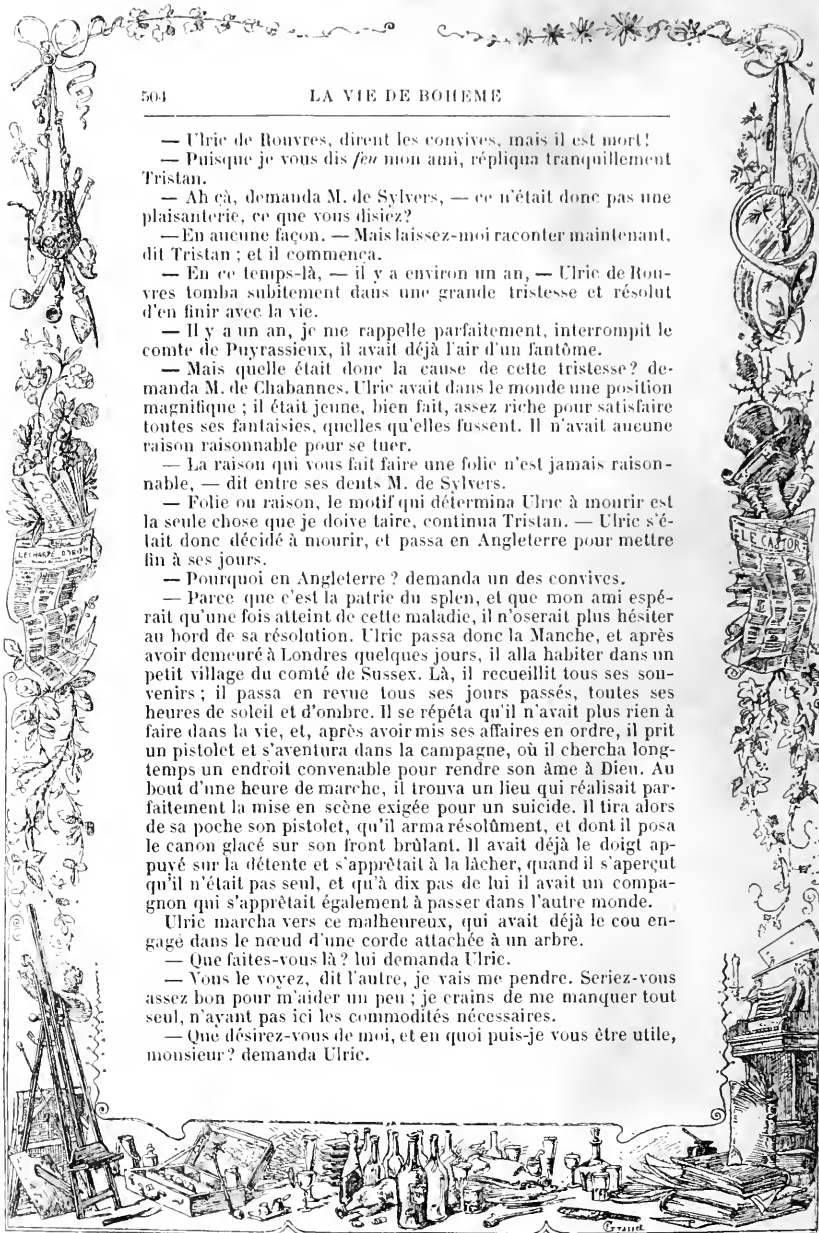 504 LA VIE DE BOHEME
— Ulric de Rouvres, dirent les convives, mais il est mort!
— Puisque je vous dis feu mon ami, répliqua tranquillement
Tristan.
— Ah çà, demanda M. de Sylvers, — ce n'était donc pas une
plaisanterie, ce que vous disiez?
— En aucune façon. — Mais laissez-moi raconter maintenant,
dit Tristan ; et il commença.
— En ce temps-là, — il y a environ un an, — Ulric de Rou-
vres tomba subitement dans une grande tristesse et résolut
d'en finir avec la vie.
— Il y a un an, je me rappelle parfaitement, interrompit le
comte de Puyrassieux, il avait déjà l'air d'un fantôme.
— Mais quelle était donc la cause de cette tristesse? de-
manda M. de Chabannes. Ulric avait dans le monde une position
magnifique ; il était jeune, bien fait, assez riche pour satisfaire
toutes ses fantaisies, quelles qu'elles fussent. Il n'avait aucune
raison raisonnable pour se tuer.
— La raison qui vous fait faire une folie n'est jamais raison-
nable, — dit entre ses dents M. de Sylvers.
— Folie ou raison, le motif qui détermina Ulric à mourir est
la seule chose que je doive taire, continua Tristan. — Ulric s'é-
tait donc décidé à mourir, et passa en Angleterre pour mettre
fin à ses jours.
— Pourquoi en Angleterre ? demanda un des convives.
— Parce que c'est la patrie du splen, et que mon ami espé-
rait qu'une fois atteint de cette maladie, il n'oserait plus hésiter
au bord de sa résolution. Ulric passa donc la Manche, et après
avoir demeuré à Londres quelques jours, il alla habiter dans un
petit village du comté de Sussex. Là, il recueillit tous ses sou-
venirs ; il passa en revue tous ses jours passés, toutes ses
heures de soleil et d'ombre. Il se répéta qu'il n'avait plus rien à
faire dans la vie, et, après avoir mis ses affaires en ordre, il prit
un pistolet et s'aventura dans la campagne, où il chercha long-
temps un endroit convenable pour rendre son âme à Dieu. Au
bout d'une heure de marche, il trouva un lieu qui réalisait par-
faitement la mise en scène exigée pour un suicide. Il tira alors
de sa poche son pistolet, qu'il arma résolûment, et dont il posa
le canon glacé sur son front brûlant. Il avait déjà le doigt ap-
puyé sur la détente et s'apprêtait à la lâcher, quand il s'aperçut
qu'il n'était pas seul, et qu'à dix pas de lui il avait un compa-
gnon qui s'apprêtait également à passer dans l'autre monde.
Ulric marcha vers ce malheureux, qui avait déjà le cou en-
gagé dans le nœud d'une corde attachée à un arbre.
— Que faites-vous là ? lui demanda Ulric.
— Vous le voyez, dit l'autre, je vais me pendre. Seriez-vous
assez bon pour m'aider un peu ; je crains de me manquer tout
seul, n'ayant pas ici les commodités nécessaires.
— Que désirez-vous de moi, et en quoi puis-je vous être utile,
monsieur ? demanda Ulric.
LE CASTOR
Grasset